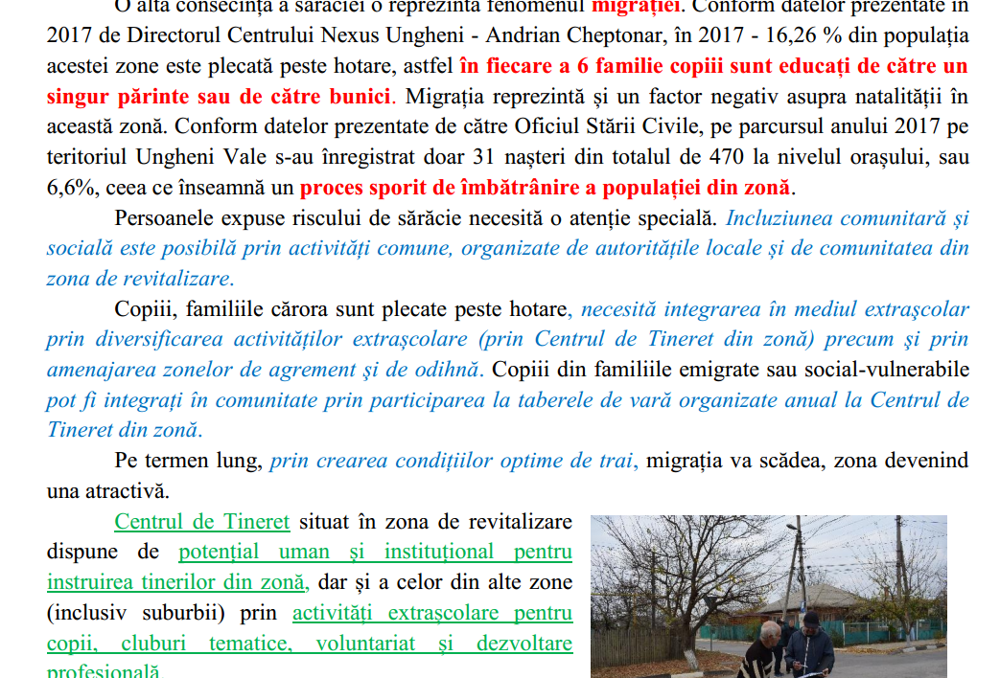 O altă consecință a sărăciei o reprezintă fenomenul migrației. Conform datelor prezentate în
2017 de Directorul Centrului Nexus Ungheni - Andrian Cheptonar, în 2017 - 16,26 % din populația
acestei zone este plecată peste hotare, astfel în fiecare a 6 familie copiii sunt educați de către un
singur părinte sau de către bunici. Migrația reprezintă și un factor negativ asupra natalității în
această zonă. Conform datelor prezentate de către Oficiul Stării Civile, pe parcursul anului 2017 pe
teritoriul Ungheni Vale s-au înregistrat doar 31 nașteri din totalul de 470 la nivelul orașului, sau
6,6%, ceea ce înseamnă un proces sporit de îmbătrânire a populației din zonă.
Persoanele expuse riscului de sărăcie necesită o atenție specială. Incluziunea comunitară și
socială este posibilă prin activități comune, organizate de autoritățile locale și de comunitatea din
zona de revitalizare.
Copiii, familiile cărora sunt plecate peste hotare, necesită integrarea în mediul extraşcolar
prin diversificarea activităților extraşcolare (prin Centrul de Tineret din zonă) precum şi prin
amenajarea zonelor de agrement şi de odihnă. Copiii din familiile emigrate sau social-vulnerabile
pot fi integrați în comunitate prin participarea la taberele de vară organizate anual la Centrul de
Tineret din zonă.
Pe termen lung, prin crearea condițiilor optime de trai, migrația va scădea, zona devenind
una atractivă.
Centrul de Tineret situat în zona de revitalizare
dispune de potențial uman și instituțional pentru
instruirea tinerilor din zonă, dar și a celor din alte zone
(inclusiv suburbii) prin activități extrașcolare pentru
copii, cluburi tematice, voluntariat și dezvoltare
profesională